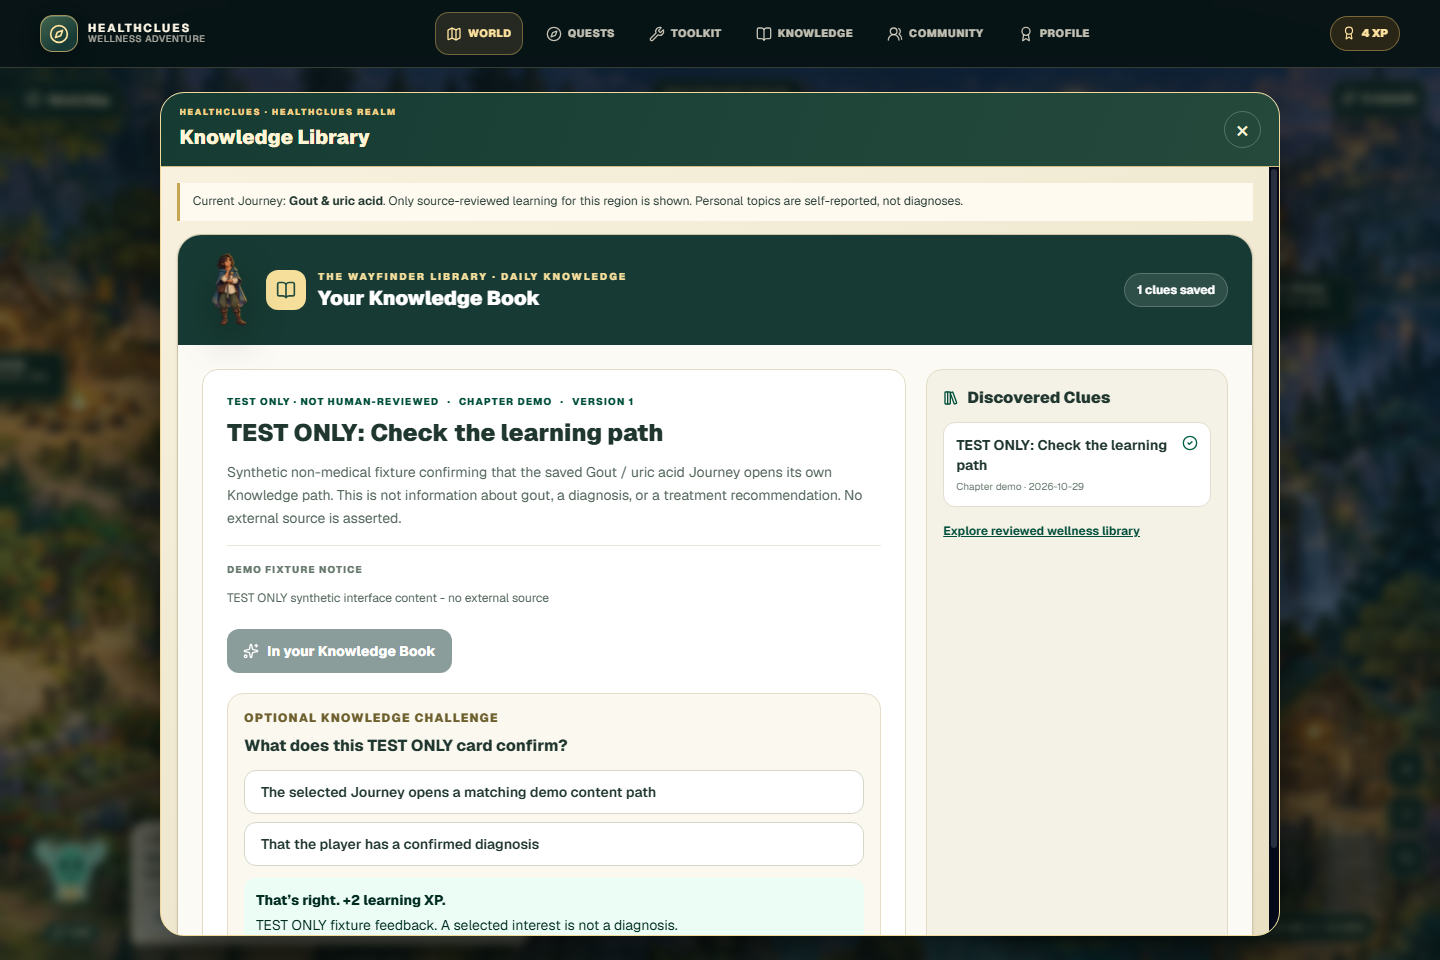 HEALTHCLUES
WELLNESS ADVENTURE
WORLD
QUESTS
TOOLKIT
KNOWLEDGE
COMMUNITY
PROFILE
4 XP
HEALTHCLUES · HEALTHCLUES REALM
Knowledge Library
Current Journey: Gout & uric acid. Only source-reviewed learning for this region is shown. Personal topics are self-reported, not diagnoses.
THE WAYFINDER LIBRARY · DAILY KNOWLEDGE
Your Knowledge Book
1 clues saved
TEST ONLY · NOT HUMAN-REVIEWED · CHAPTER DEMO · VERSION 1
TEST ONLY: Check the learning path
Synthetic non-medical fixture confirming that the saved Gout / uric acid Journey opens its own
Knowledge path. This is not information about gout, a diagnosis, or a treatment recommendation. No
external source is asserted.
DEMO FIXTURE NOTICE
TEST ONLY synthetic interface content - no external source
In your Knowledge Book
OPTIONAL KNOWLEDGE CHALLENGE
What does this TEST ONLY card confirm?
The selected Journey opens a matching demo content path
That the player has a confirmed diagnosis
That's right. +2 learning XP.
TEST ONLY fixture feedback. A selected interest is not a diagnosis.
Discovered Clues
TEST ONLY: Check the learning
path
Chapter demo · 2026-10-29
Explore reviewed wellness library